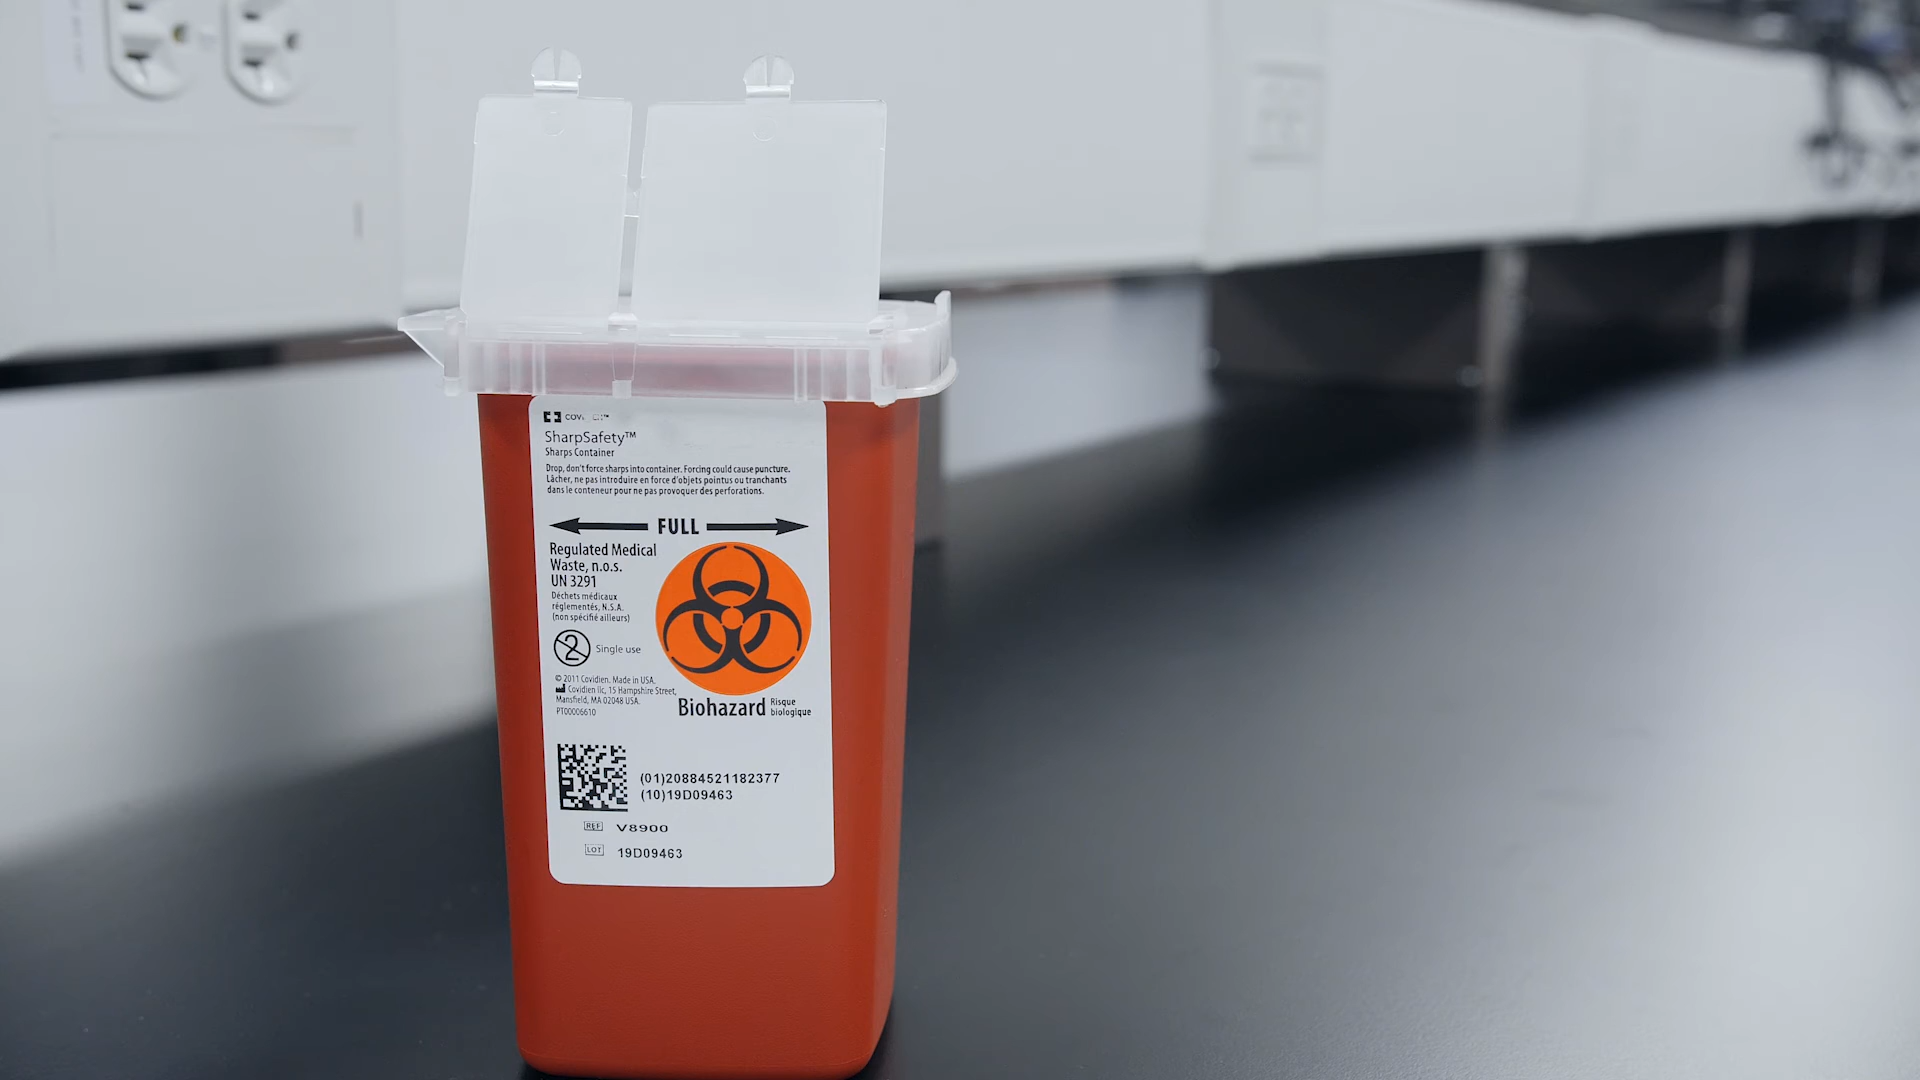 SharpSafety™
Sharps Container
Drop, don't force sharps into container. Forcing could cause puncture.
Lâcher, ne pas introduire en force d'objets pointus ou tranchants
dans le conteneur pour ne pas provoquer des perforations.
FULL
Regulated Medical
Waste, n.o.s.
UN 3291
Déchets médicaux
réglementés, N.S.A.
(non spécifié ailleurs)
2 Single use
© 2011 Covidien. Made in USA.
Covidien llc, 15 Hampshire Street,
Mansfield, MA 02048 USA.
PT00006610
Biohazard Risque
biologique
(01)20884521182377
(10)19D09463
REF V8900
LOT 19D09463